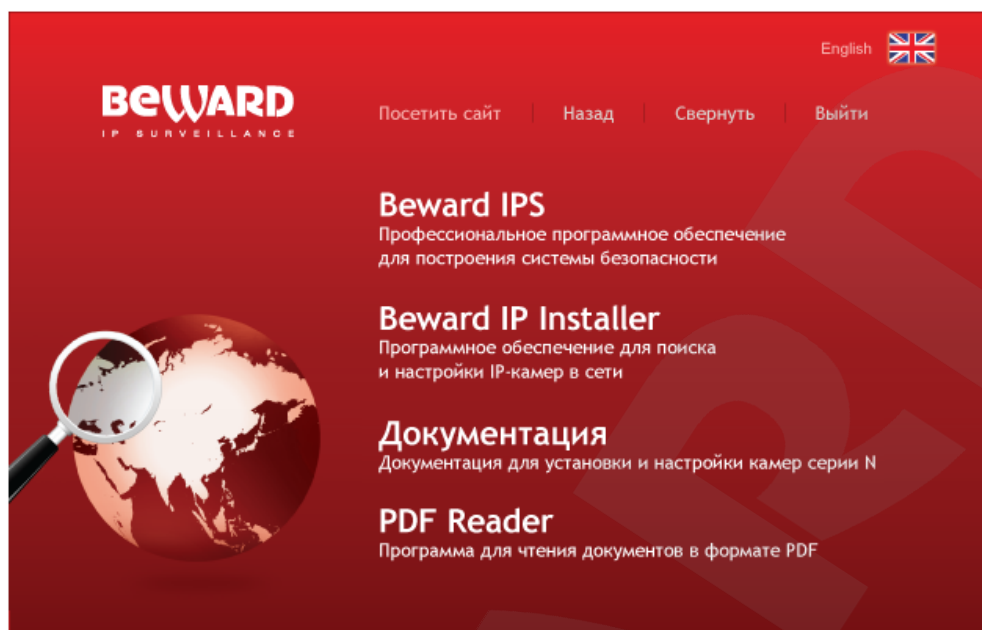 English
BEWARD
IP SURVEILLANCE
Посетить сайт Назад Свернуть Выйти
Beward IPS
Профессиональное программное обеспечение
для построения системы безопасности
Beward IP Installer
Программное обеспечение для поиска
и настройки IP-камер в сети
Документация
Документация для установки и настройки камер серии N
PDF Reader
Программа для чтения документов в формате PDF